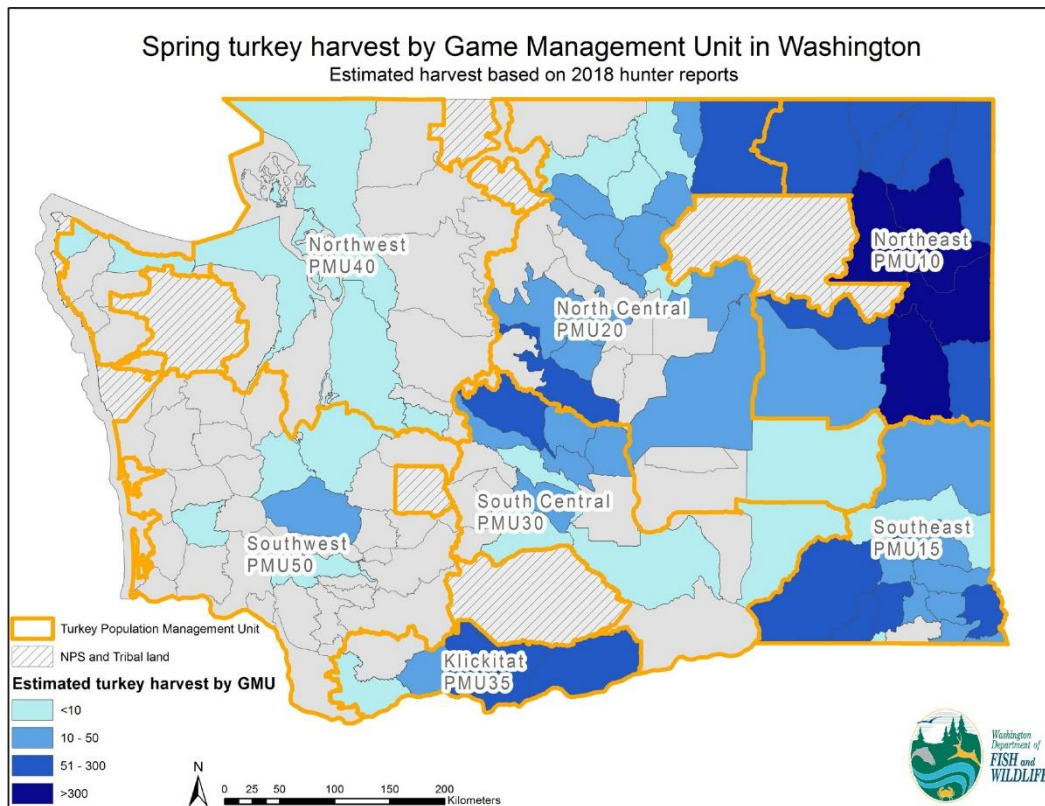 Spring turkey harvest by Game Management Unit in Washington
Estimated harvest based on 2018 hunter reports
Northwest
PMU40
Northeast
PMU10
North Central
PMU20
South Central
PMU30
Southeast
PMU15
Southwest
PMU50
Klickitat
PMU35
Turkey Population Management Unit
NPS and Tribal land
Estimated turkey harvest by GMU
<10
10 - 50
51 - 300
>300
N
0 25 50 100 150 200
Kilometers
Washington
Department of
FISH and
WILDLIFE